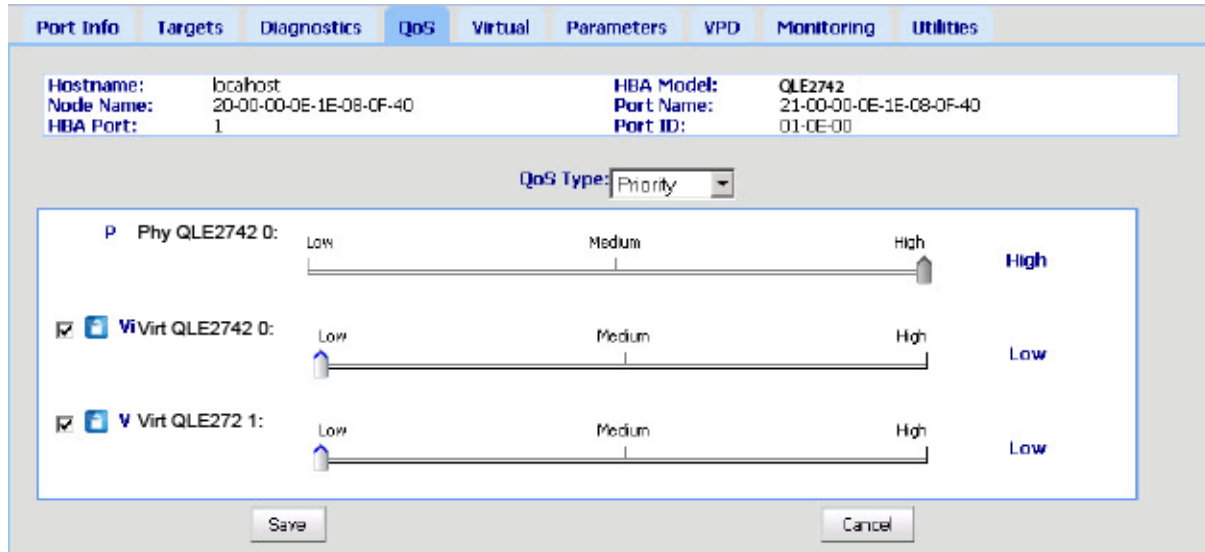 Port Info Targets Diagnostics QoS Virtual Parameters VPD Monitoring Utilities
Hostname: localhost HBA Model: QLE2742
Node Name: 20-00-00-0E-1E-08-0F-40 Port Name: 21-00-00-0E-1E-08-0F-40
HBA Port: 1 Port ID: 01-0E-00
QoS Type: Priority
P Phy QLE2742 0: Low Medium High High
Vi Virt QLE2742 0: Low Medium High Low
V Virt QLE272 1: Low Medium High Low
Save Cancel